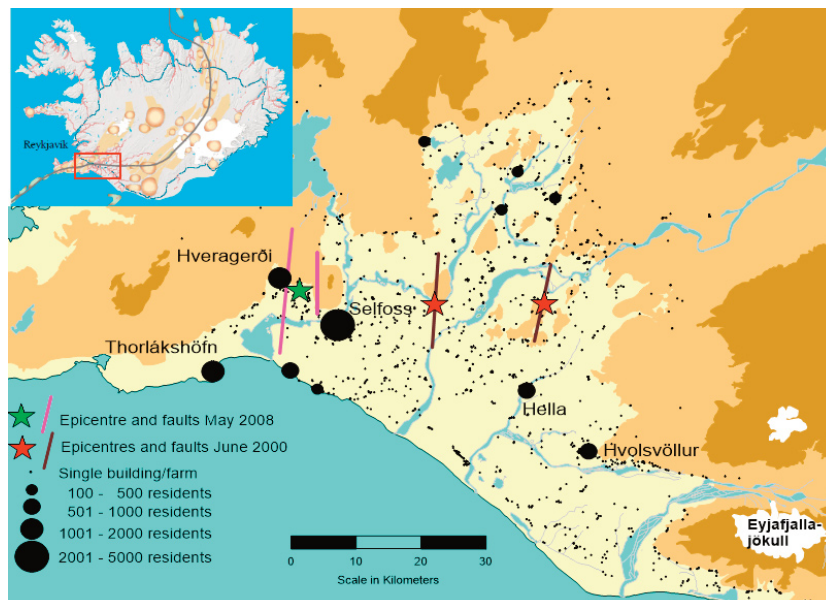 Reykjavik
Hveragerði
Selfoss
Thorlákshöfn
Hella
Hvolsvöllur
Eyjafjalla-
jökull
Epicentre and faults May 2008
Epicentres and faults June 2000
Single building/farm
100 - 500 residents
501 - 1000 residents
1001 - 2000 residents
2001 - 5000 residents
0 10 20 30
Scale in Kilometers